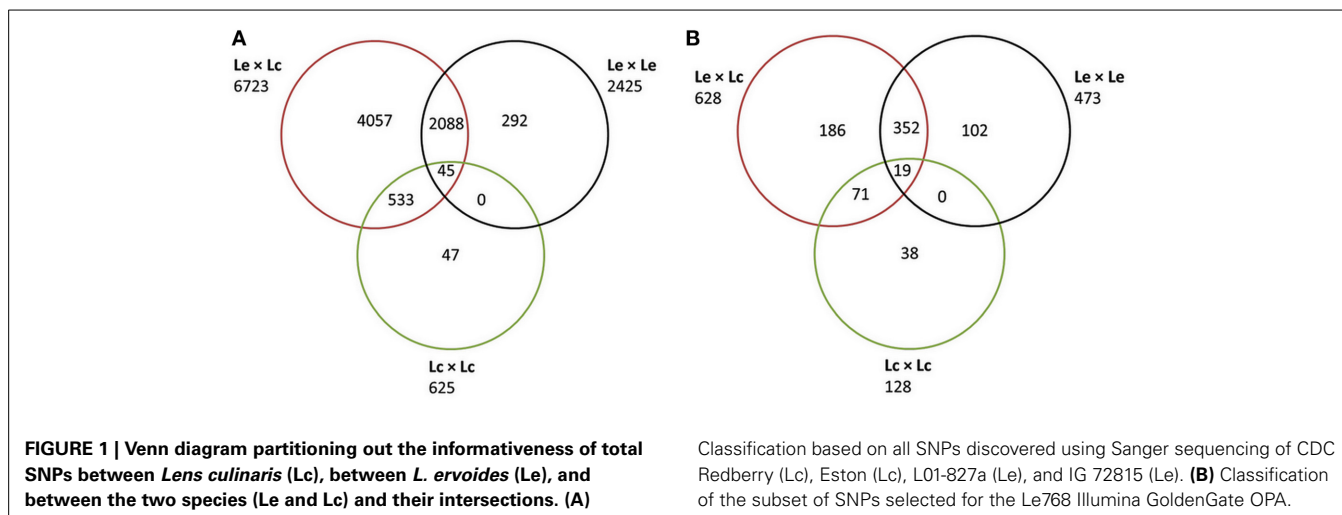 A
Le × Lc
6723
Le × Le
2425
4057
2088
292
45
533
0
47
Lc × Lc
625
B
Le × Lc
628
Le × Le
473
186
352
102
19
71
0
38
Lc × Lc
128
FIGURE 1 | Venn diagram partitioning out the informativeness of total
SNPs between Lens culinaris (Lc), between L. ervoides (Le), and
between the two species (Le and Lc) and their intersections. (A)
Classification based on all SNPs discovered using Sanger sequencing of CDC
Redberry (Lc), Eston (Lc), L01-827a (Le), and IG 72815 (Le). (B) Classification
of the subset of SNPs selected for the Le768 Illumina GoldenGate OPA.